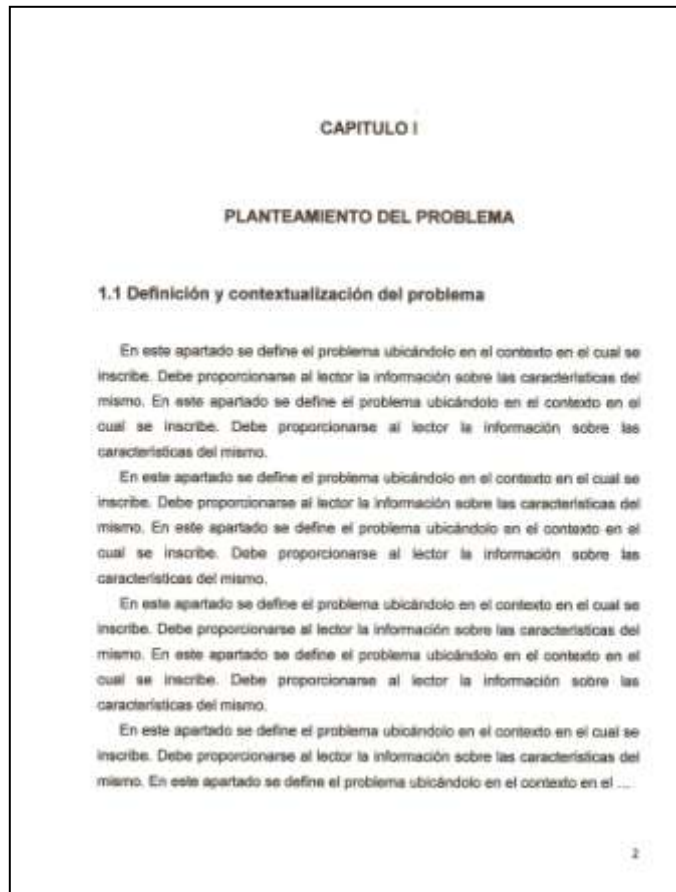 CAPITULO I
PLANTEAMIENTO DEL PROBLEMA
1.1 Definición y contextualización del problema
En este apartado se define el problema ubicándolo en el contexto en el cual se
inscribe. Debe proporcionarse al lector la información sobre las características del
mismo. En este apartado se define el problema ubicándolo en el contexto en el
cual se inscribe. Debe proporcionarse al lector la información sobre las
características del mismo.
En este apartado se define el problema ubicándolo en el contexto en el cual se
inscribe. Debe proporcionarse al lector la información sobre las características del
mismo. En este apartado se define el problema ubicándolo en el contexto en el
cual se inscribe. Debe proporcionarse al lector la información sobre las
características del mismo.
En este apartado se define el problema ubicándolo en el contexto en el cual se
inscribe. Debe proporcionarse al lector la información sobre las características del
mismo. En este apartado se define el problema ubicándolo en el contexto en el
cual se inscribe. Debe proporcionarse al lector la información sobre las
características del mismo.
En este apartado se define el problema ubicándolo en el contexto en el cual se
inscribe. Debe proporcionarse al lector la información sobre las características del
mismo. En este apartado se define el problema ubicándolo en el contexto en el ...
2